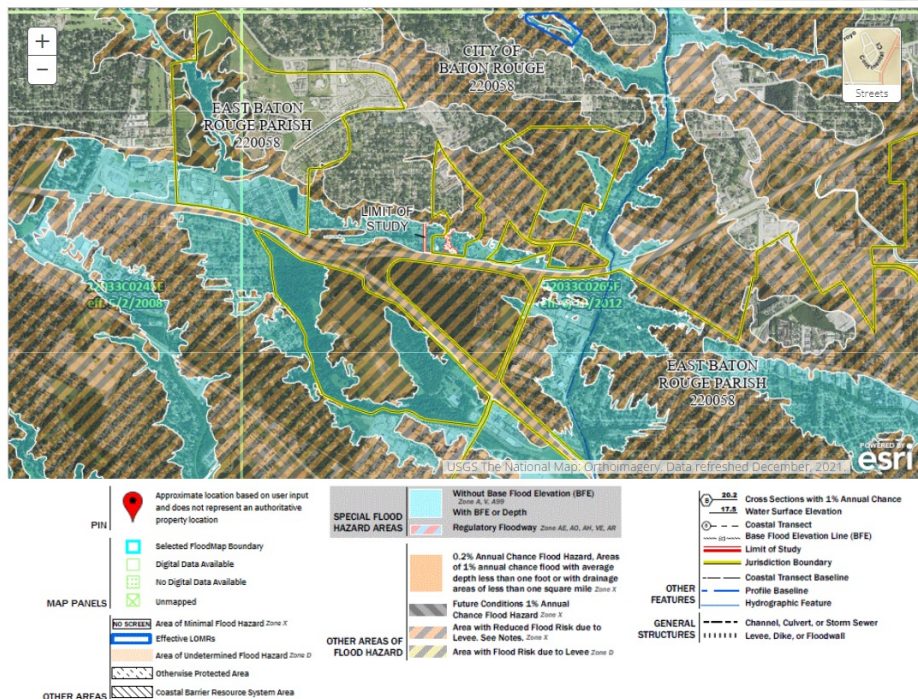 +
−
CITY OF
BATON ROUGE
220058
Streets
EAST BATON
ROUGE PARISH
220058
LIMIT OF
STUDY
eff. 5/2/2008
22033C0265F
EAST BATON
ROUGE PARISH
220058
POWERED BY
esri
USGS The National Map: Orthoimagery. Data refreshed December, 2021.
PIN
Approximate location based on user input
and does not represent an authoritative
property location
MAP PANELS
Selected FloodMap Boundary
Digital Data Available
No Digital Data Available
Unmapped
OTHER AREAS
NO SCREEN Area of Minimal Flood Hazard Zone X
Effective LOMRs
Area of Undetermined Flood Hazard Zone D
Otherwise Protected Area
Coastal Barrier Resource System Area
SPECIAL FLOOD
HAZARD AREAS
Without Base Flood Elevation (BFE)
Zone A, V, A99
With BFE or Depth
Regulatory Floodway Zone AE, AO, AH, VE, AR
OTHER AREAS OF
FLOOD HAZARD
0.2% Annual Chance Flood Hazard, Areas
of 1% annual chance flood with average
depth less than one foot or with drainage
areas of less than one square mile Zone X
Future Conditions 1% Annual
Chance Flood Hazard Zone X
Area with Reduced Flood Risk due to
Levee. See Notes. Zone X
Area with Flood Risk due to Levee Zone D
OTHER
FEATURES
20.2 Cross Sections with 1% Annual Chance
17.5 Water Surface Elevation
Coastal Transect
Base Flood Elevation Line (BFE)
Limit of Study
Jurisdiction Boundary
Coastal Transect Baseline
Profile Baseline
Hydrographic Feature
GENERAL
STRUCTURES
Channel, Culvert, or Storm Sewer
Levee, Dike, or Floodwall